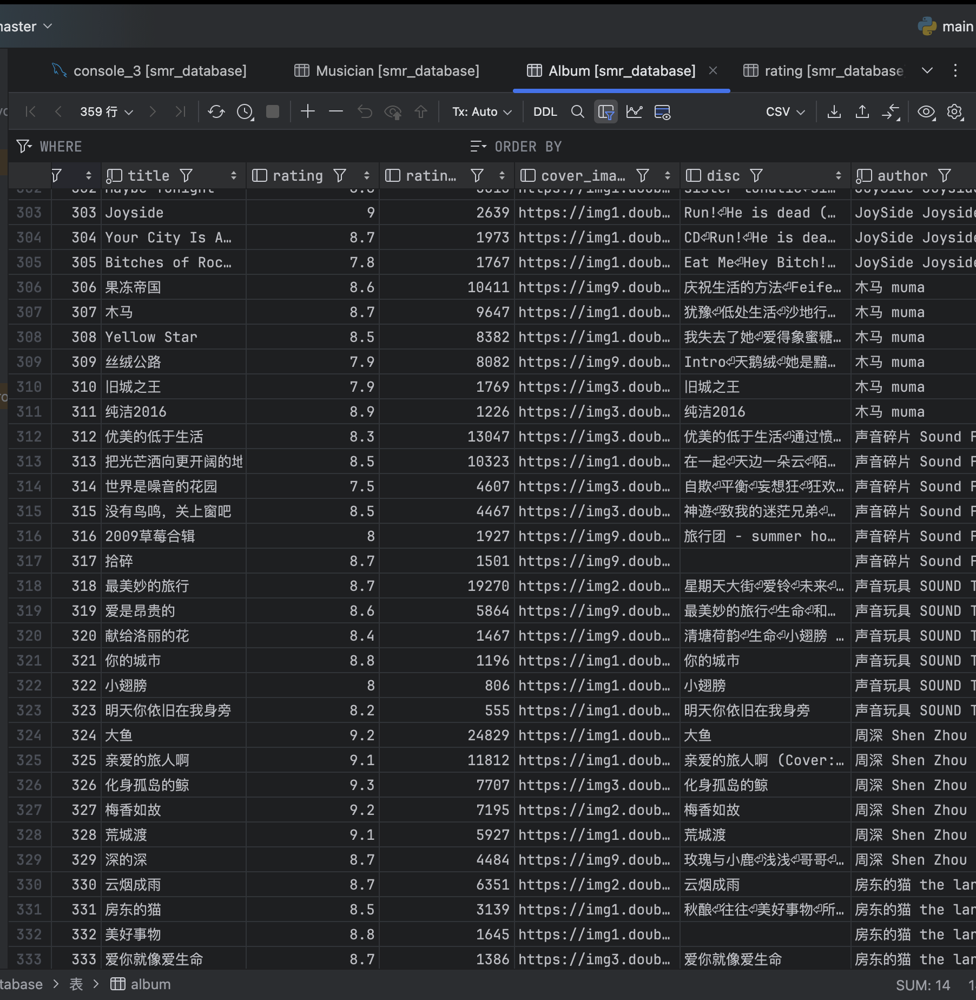 master
main
console_3 [smr_database] Musician [smr_database] Album [smr_database] rating [smr_database
359 行 Tx: Auto DDL CSV
WHERE ORDER BY
title rating ratin… cover_ima… disc author
302 302 Maybe Tonight https://img1.doub…
303 303 Joyside 9 2639 https://img1.doub… Run!⏎He is dead (… JoySide Joyside
304 304 Your City Is A… 8.7 1973 https://img1.doub… CD⏎Run!⏎He is dea… JoySide Joyside
305 305 Bitches of Roc… 7.8 1767 https://img1.doub… Eat Me⏎Hey Bitch!… JoySide Joyside
306 306 果冻帝国 8.6 10411 https://img9.doub… 庆祝生活的方法⏎Feife… 木马 muma
307 307 木马 8.7 9647 https://img1.doub… 犹豫⏎低处生活⏎沙地行… 木马 muma
308 308 Yellow Star 8.5 8382 https://img1.doub… 我失去了她⏎爱得象蜜糖… 木马 muma
309 309 丝绒公路 7.9 8082 https://img9.doub… Intro⏎天鹅绒⏎她是黯… 木马 muma
310 310 旧城之王 7.9 1769 https://img3.doub… 旧城之王 木马 muma
311 311 纯洁2016 8.9 1226 https://img3.doub… 纯洁2016 木马 muma
312 312 优美的低于生活 8.3 13047 https://img3.doub… 优美的低于生活⏎通过愤… 声音碎片 Sound F
313 313 把光芒洒向更开阔的地 8.5 10323 https://img1.doub… 在一起⏎天边一朵云⏎陌… 声音碎片 Sound F
314 314 世界是噪音的花园 7.5 4607 https://img3.doub… 自欺⏎平衡⏎妄想狂⏎狂欢… 声音碎片 Sound F
315 315 没有鸟鸣，关上窗吧 8.5 4467 https://img3.doub… 神遊⏎致我的迷茫兄弟⏎… 声音碎片 Sound F
316 316 2009草莓合辑 8 1927 https://img9.doub… 旅行团 - summer ho… 声音碎片 Sound F
317 317 拾碎 8.7 1501 https://img9.doub… 声音碎片 Sound F
318 318 最美妙的旅行 8.7 19270 https://img2.doub… 星期天大街⏎爱铃⏎未来⏎… 声音玩具 SOUND T
319 319 爱是昂贵的 8.6 5864 https://img9.doub… 最美妙的旅行⏎生命⏎和… 声音玩具 SOUND T
320 320 献给洛丽的花 8.4 1467 https://img9.doub… 清塘荷韵⏎生命⏎小翅膀 … 声音玩具 SOUND T
321 321 你的城市 8.8 1196 https://img1.doub… 你的城市 声音玩具 SOUND T
322 322 小翅膀 8 806 https://img1.doub… 小翅膀 声音玩具 SOUND T
323 323 明天你依旧在我身旁 8.2 555 https://img1.doub… 明天你依旧在我身旁 声音玩具 SOUND T
324 324 大鱼 9.2 24829 https://img1.doub… 大鱼 周深 Shen Zhou
325 325 亲爱的旅人啊 9.1 11812 https://img1.doub… 亲爱的旅人啊 (Cover:… 周深 Shen Zhou
326 326 化身孤岛的鲸 9.3 7707 https://img3.doub… 化身孤岛的鲸 周深 Shen Zhou
327 327 梅香如故 9.2 7195 https://img2.doub… 梅香如故 周深 Shen Zhou
328 328 荒城渡 9.1 5927 https://img2.doub… 荒城渡 周深 Shen Zhou
329 329 深的深 8.7 4484 https://img9.doub… 玫瑰与小鹿⏎浅浅⏎哥哥⏎… 周深 Shen Zhou
330 330 云烟成雨 8.7 6351 https://img2.doub… 云烟成雨 房东的猫 the lan
331 331 房东的猫 8.5 3139 https://img1.doub… 秋酿⏎往往⏎美好事物⏎所… 房东的猫 the lan
332 332 美好事物 8.8 1645 https://img1.doub… 房东的猫 the lan
333 333 爱你就像爱生命 8.7 1386 https://img3.doub… 爱你就像爱生命 房东的猫 the lan
tabase > 表 > album SUM: 14